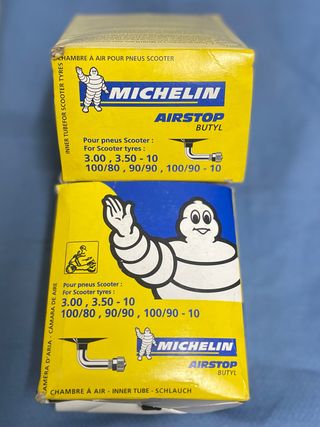 CHAMBRE À AIR POUR PNEUS SCOOTER
INNER TUBE FOR SCOOTER TYRES
MICHELIN
AIRSTOP
BUTYL
Pour pneus Scooter :
For Scooter tyres :
3.00 , 3.50 - 10
100/80 , 90/90 , 100/90 - 10
Pour pneus Scooter :
For Scooter tyres :
3.00 , 3.50 - 10
100/80 , 90/90 , 100/90 - 10
MICHELIN
AIRSTOP
BUTYL
CAMERA D'ARIA - CÁMARA DE AIRE
CHAMBRE À AIR - INNER TUBE - SCHLAUCH